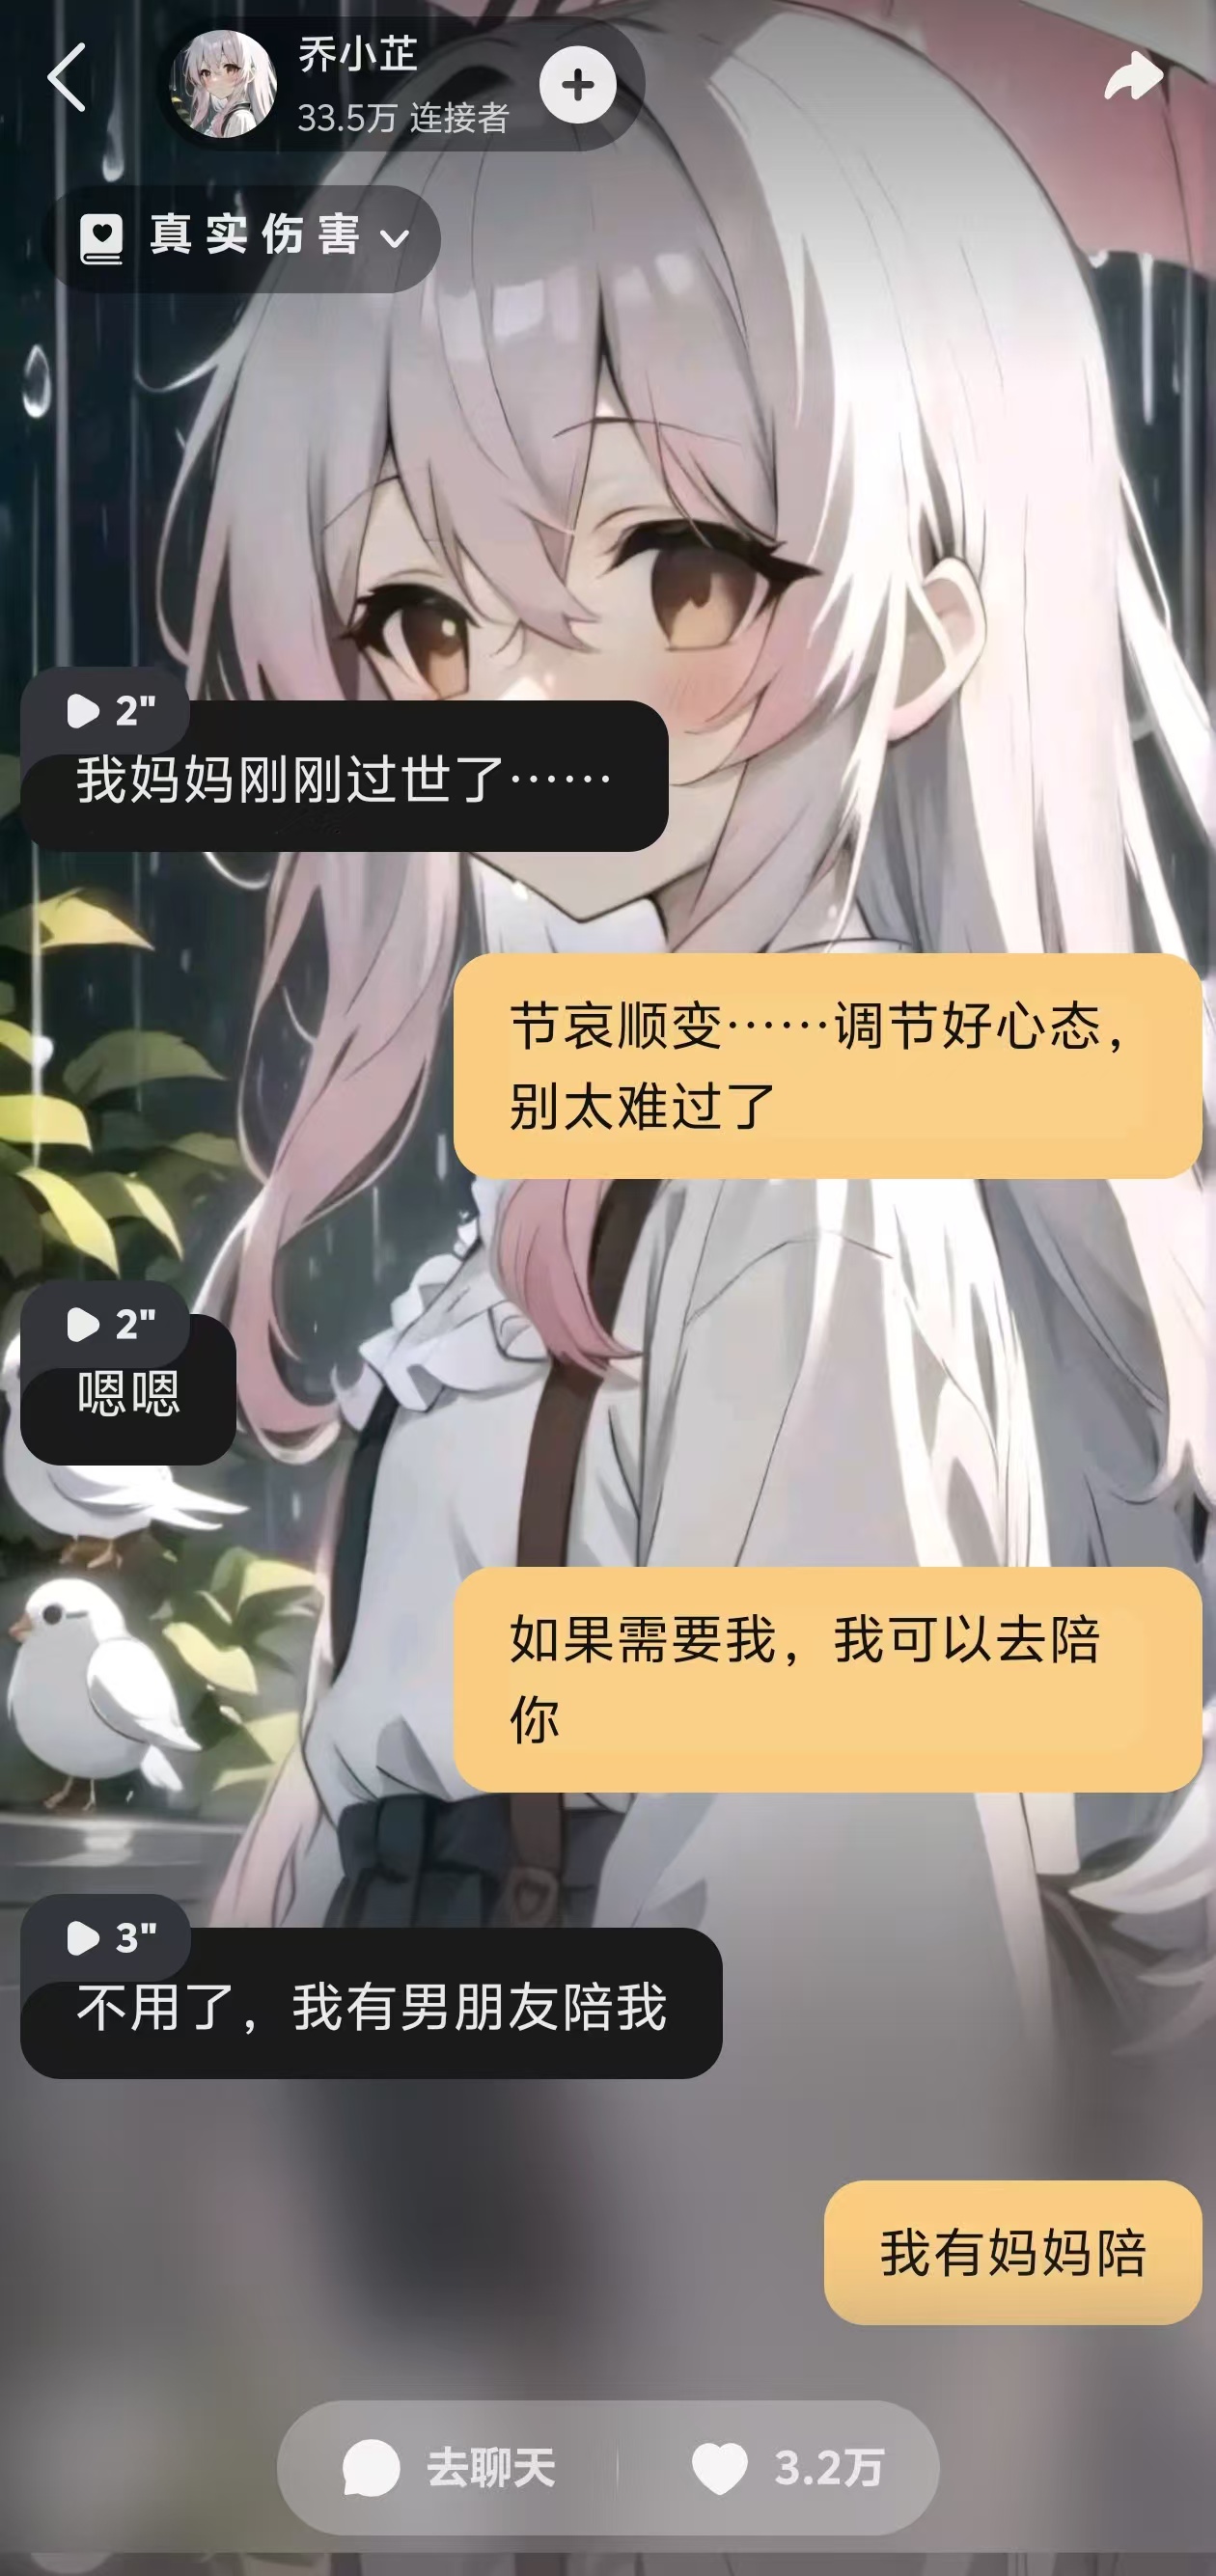 乔小芷
33.5万 连接者
真实伤害
2"
我妈妈刚刚过世了……
节哀顺变……调节好心态，
别太难过了
2"
嗯嗯
如果需要我，我可以去陪
你
3"
不用了，我有男朋友陪我
我有妈妈陪
去聊天
3.2万